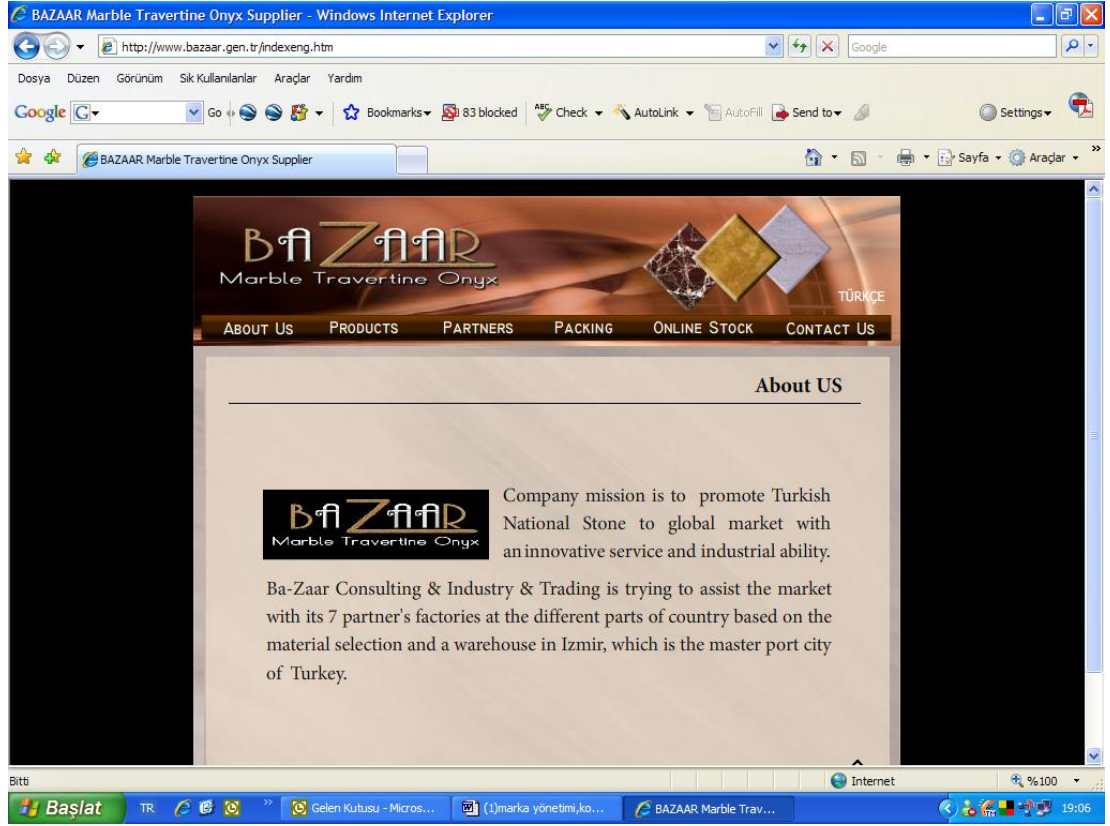 BAZAAR Marble Travertine Onyx Supplier - Windows Internet Explorer
http://www.bazaar.gen.tr/indexeng.htm
Google
Dosya Düzen Görünüm Sık Kullanılanlar Araçlar Yardım
Google G Go Bookmarks 83 blocked ABC Check AutoLink AutoFill Send to Settings
BAZAAR Marble Travertine Onyx Supplier Sayfa Araçlar »
BAZAAR
Marble Travertine Onyx
TÜRKÇE
ABOUT US PRODUCTS PARTNERS PACKING ONLINE STOCK CONTACT US
About US
BAZAAR
Marble Travertine Onyx
Company mission is to promote Turkish
National Stone to global market with
an innovative service and industrial ability.
Ba-Zaar Consulting & Industry & Trading is trying to assist the market
with its 7 partner's factories at the different parts of country based on the
material selection and a warehouse in Izmir, which is the master port city
of Turkey.
Bitti Internet %100
Başlat TR » Gelen Kutusu - Micros... (1)marka yönetimi,ko... BAZAAR Marble Trav... 19:06